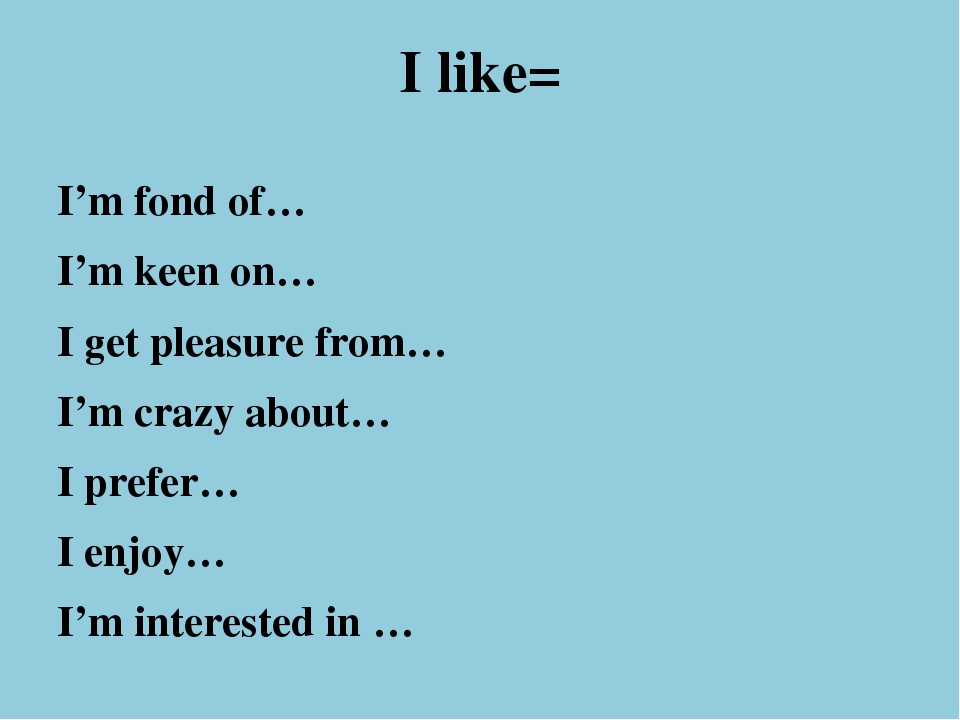 I like=
I’m fond of…
I’m keen on…
I get pleasure from…
I’m crazy about…
I prefer…
I enjoy…
I’m interested in …